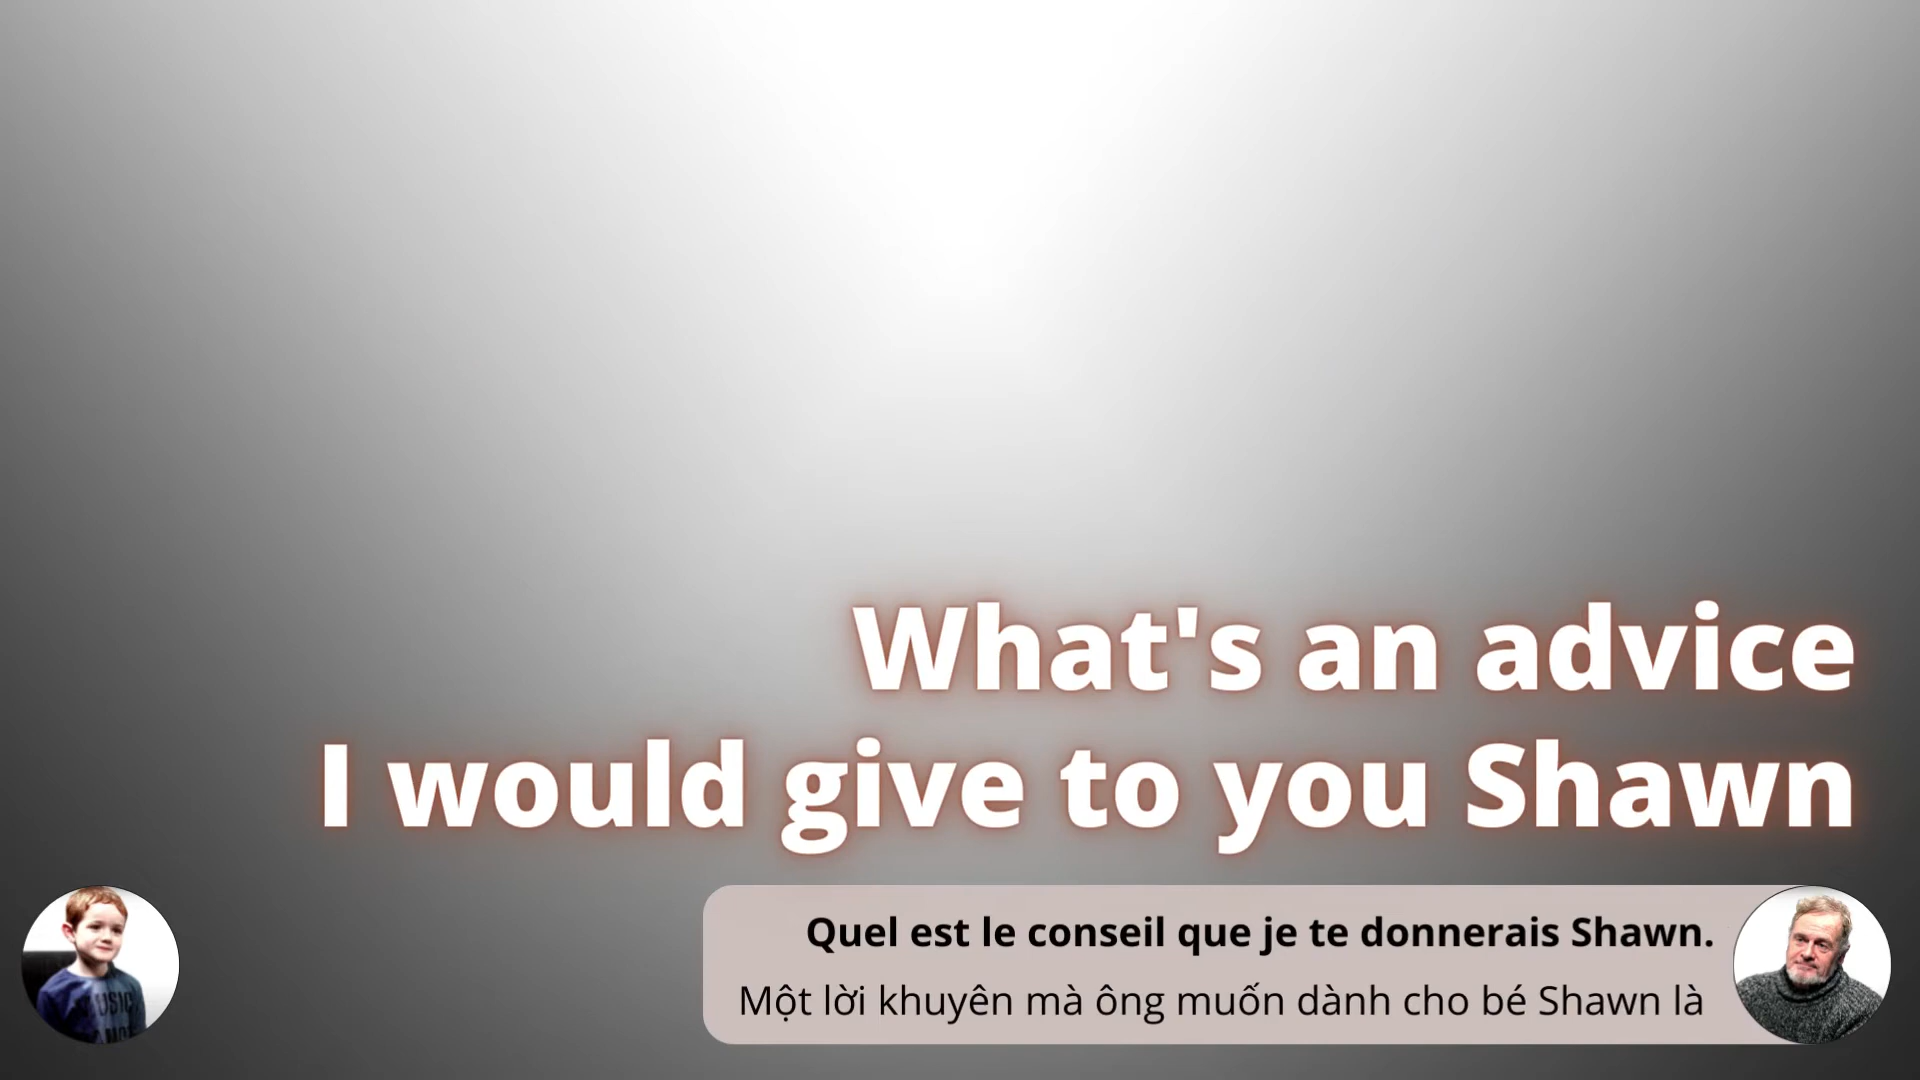 What's an advice
I would give to you Shawn
Quel est le conseil que je te donnerais Shawn.
Một lời khuyên mà ông muốn dành cho bé Shawn là